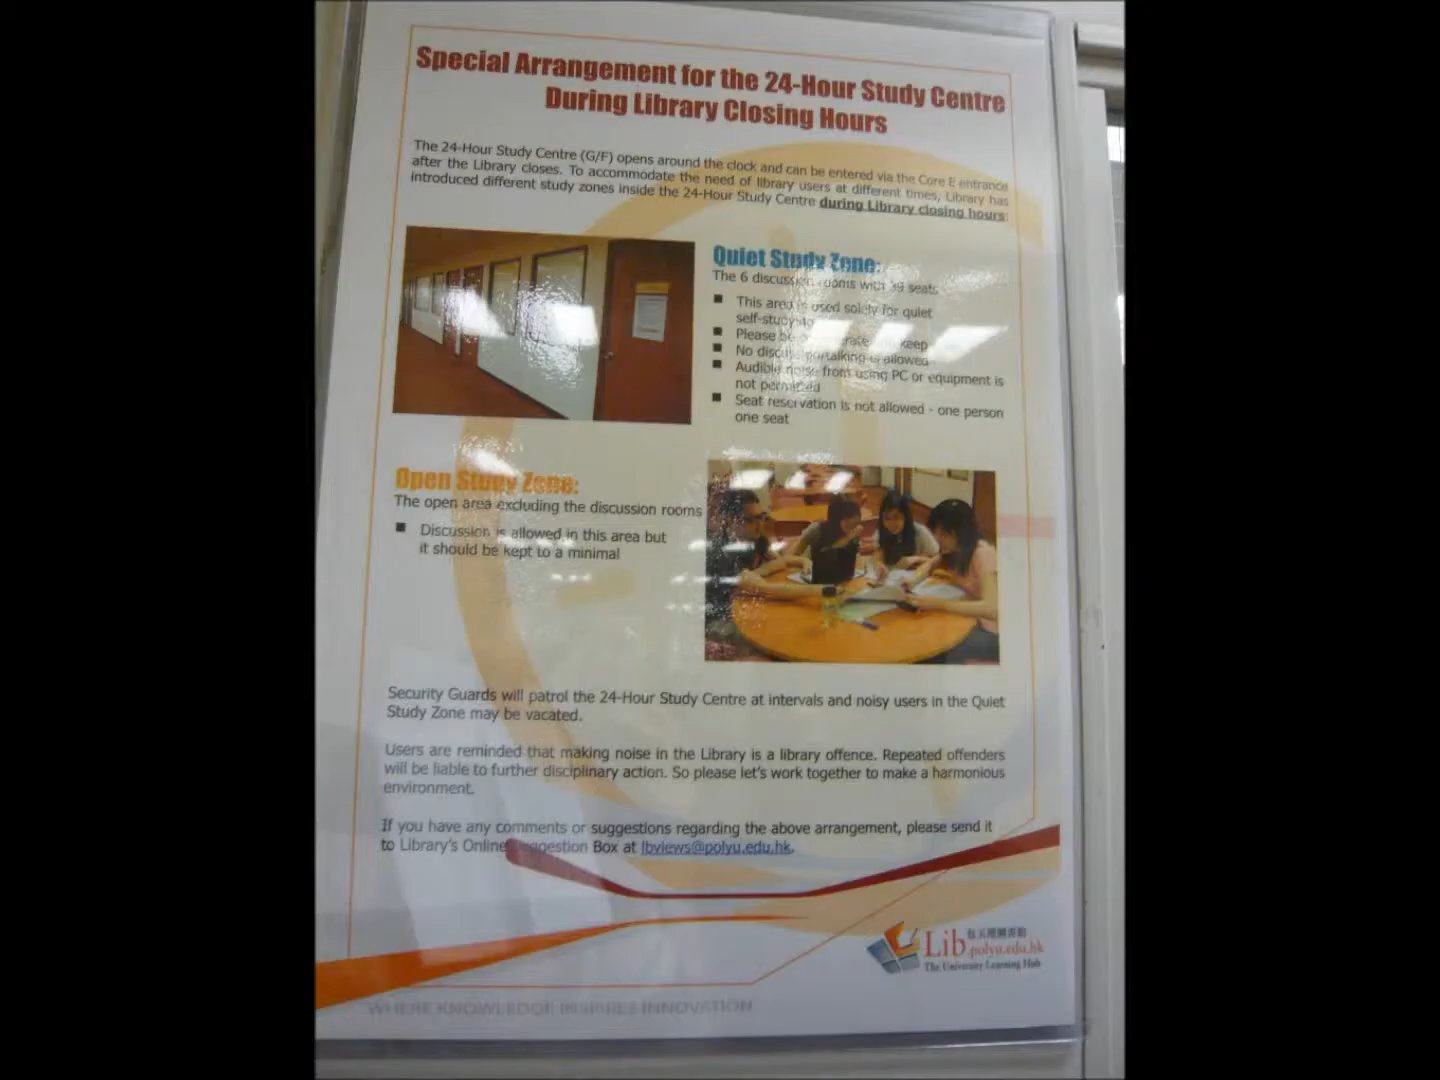 Special Arrangement for the 24-Hour Study Centre
During Library Closing Hours
The 24-Hour Study Centre (G/F) opens around the clock and can be entered via the Core E entrance
after the Library closes. To accommodate the need of library users at different times, Library has
introduced different study zones inside the 24-Hour Study Centre during Library closing hours:
Quiet Study Zone:
The 6 discussion rooms with seats
■ This area is used solely for quiet
self-study
■ Please be keep
■ No allowed
■ Audible noise from using PC or equipment is
not permitted
■ Seat reservation is not allowed - one person
one seat
Open Study Zone:
The open area excluding the discussion rooms
■ Discussion is allowed in this area but
it should be kept to a minimal
Security Guards will patrol the 24-Hour Study Centre at intervals and noisy users in the Quiet
Study Zone may be vacated.
Users are reminded that making noise in the Library is a library offence. Repeated offenders
will be liable to further disciplinary action. So please let's work together to make a harmonious
environment.
If you have any comments or suggestions regarding the above arrangement, please send it
to Library's Online Suggestion Box at lbviews@polyu.edu.hk.
包玉剛圖書館
Lib.polyu.edu.hk
The University Learning Hub
WHERE KNOWLEDGE INSPIRES INNOVATION